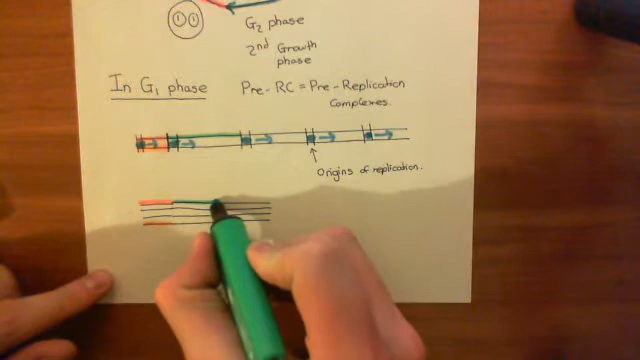 G2 phase
2nd Growth
phase
In G1 phase
Pre-RC = Pre-Replication
Complexes.
Origins of replication.